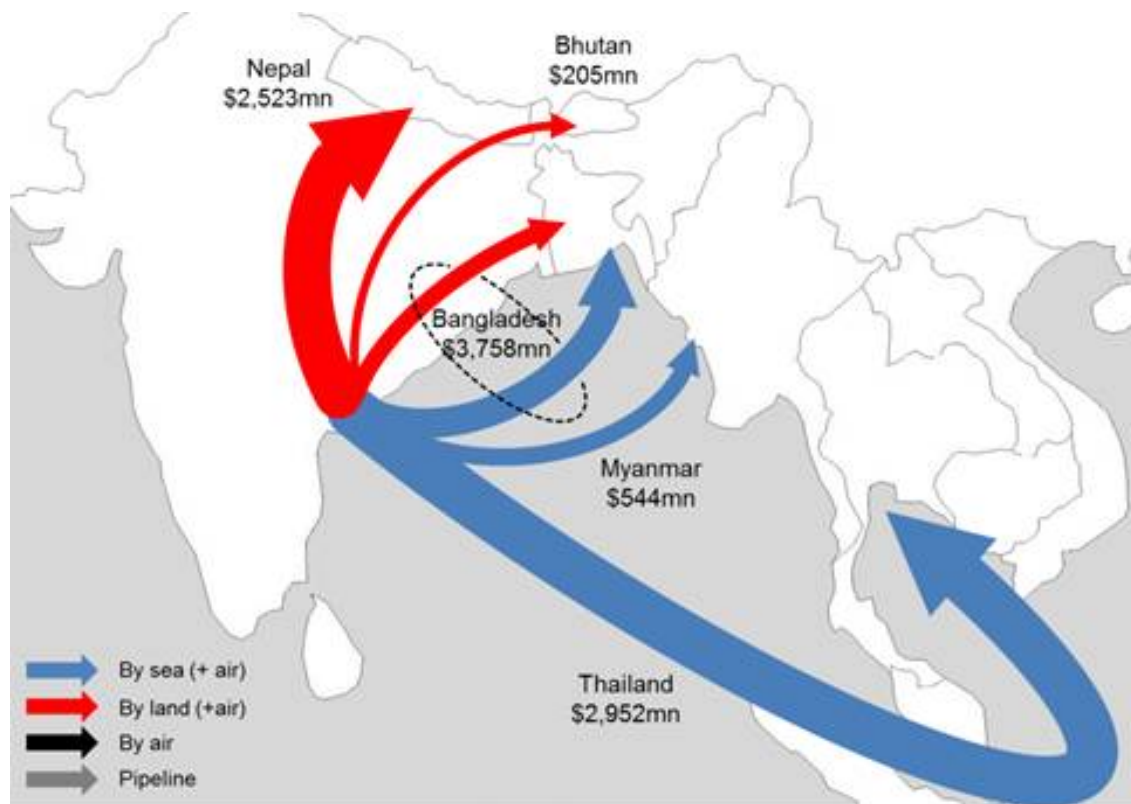 Bhutan
$205mn
Nepal
$2,523mn
Bangladesh
$3,758mn
Myanmar
$544mn
Thailand
$2,952mn
By sea (+ air)
By land (+air)
By air
Pipeline